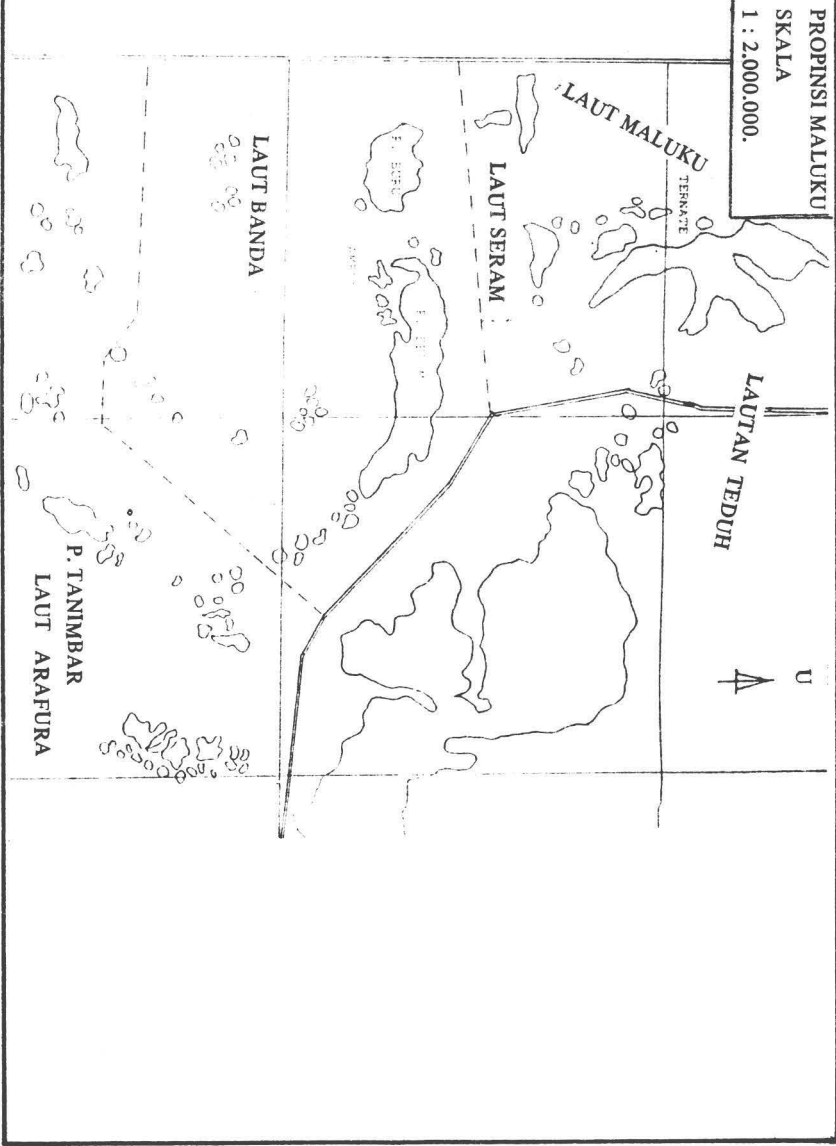 PROPINSI MALUKU
SKALA
1 : 2.000.000.
U
LAUTAN TEDUH
LAUT MALUKU
TERNATE
LAUT SERAM
P. BURU
LAUT BANDA
P. TANIMBAR
LAUT ARAFURA